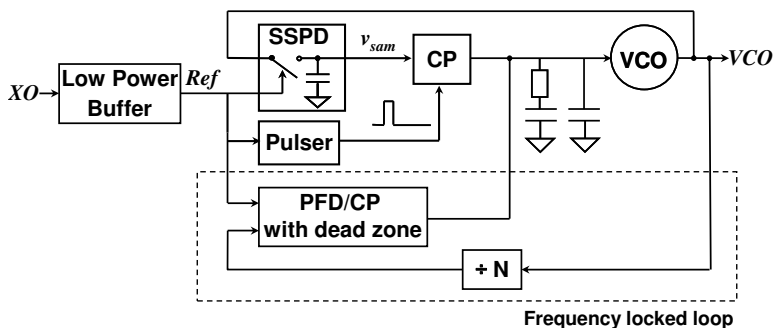 SSPD
v_sam
CP
VCO
VCO
XO
Low Power
Buffer
Ref
Pulser
PFD/CP
with dead zone
÷ N
Frequency locked loop